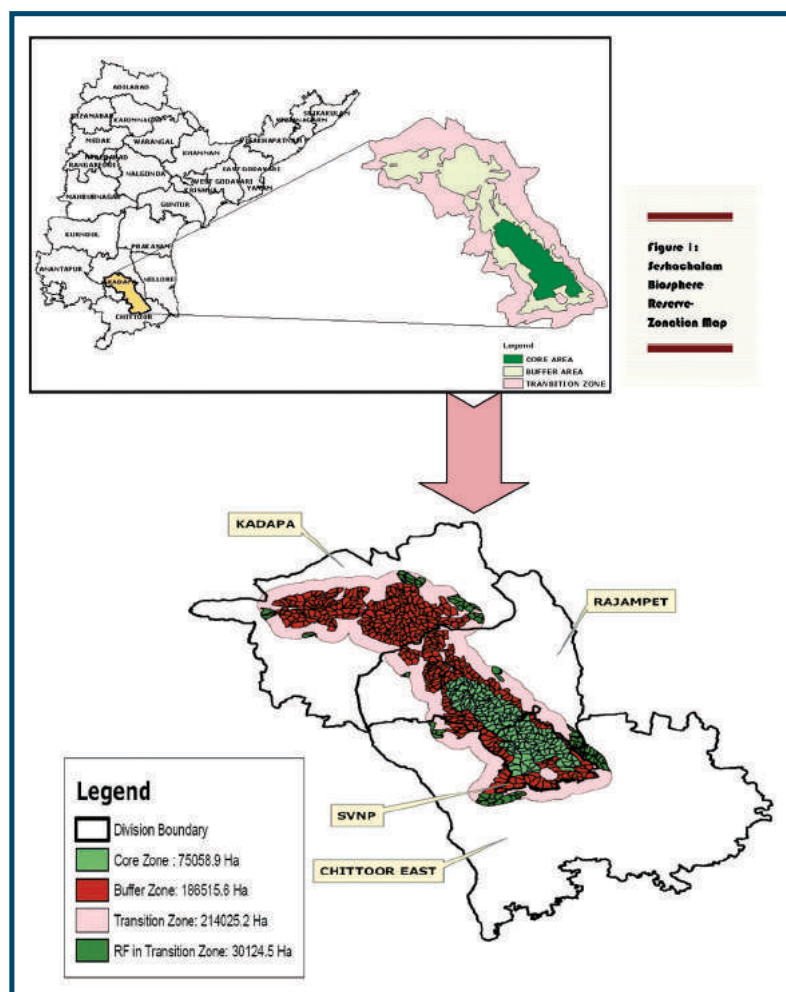 ADILABAD
NIZAMABAD
KARIMNAGAR
MEDAK
WARANGAL
KHAMMAM
SRIKAKULAM
VISAKHAPATNAM
EAST GODAVARI
WEST GODAVARI
YANAM
KRISHNA
NALGONDA
RANGAREDDI
MAHBUBNAGAR
GUNTUR
KURNOOL
PRAKASAM
ANANTAPUR
KADAPA
NELLORE
CHITTOOR
Legend
CORE AREA
BUFFER AREA
TRANSITION ZONE
Figure 1:
Seshachalam
Biosphere
Reserve-
Zonation Map
KADAPA
RAJAMPET
SVNP
CHITTOOR EAST
Legend
Division Boundary
Core Zone : 75058.9 Ha
Buffer Zone: 186515.6 Ha
Transition Zone: 214025.2 Ha
RF in Transition Zone: 30124.5 Ha